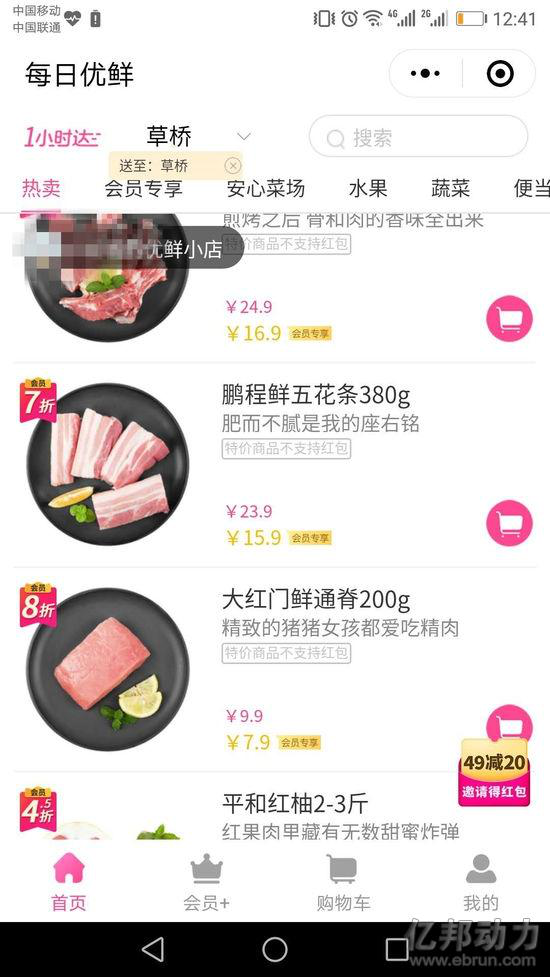 中国移动
中国联通
4G
2G
12:41
每日优鲜
1小时达
草桥
搜索
送至：草桥
热卖
会员专享
安心菜场
水果
蔬菜
便当
煎烤之后 骨和肉的香味全出来
优鲜小店
特价商品不支持红包
￥24.9
￥16.9 会员专享
会员
7折
鹏程鲜五花条380g
肥而不腻是我的座右铭
特价商品不支持红包
￥23.9
￥15.9 会员专享
会员
8折
大红门鲜通脊200g
精致的猪猪女孩都爱吃精肉
特价商品不支持红包
￥9.9
￥7.9 会员专享
49减20
邀请得红包
会员
4.5折
平和红柚2-3斤
红果肉里藏有无数甜蜜炸弹
首页
会员+
购物车
我的
亿邦动力
www.ebrun.com